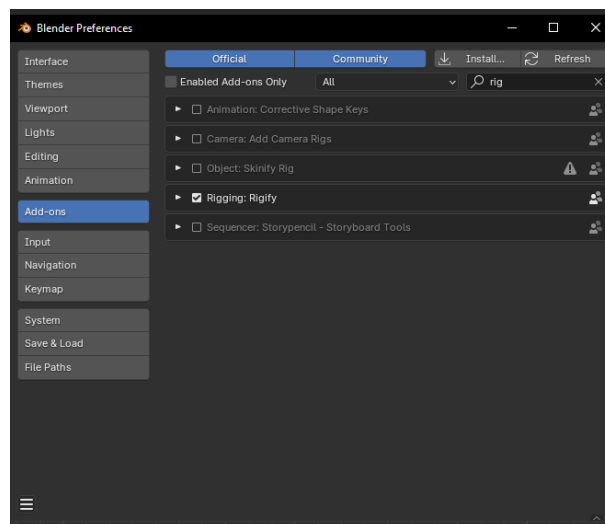 Blender Preferences
Interface
Themes
Viewport
Lights
Editing
Animation
Add-ons
Input
Navigation
Keymap
System
Save & Load
File Paths
Official Community Install... Refresh
Enabled Add-ons Only All rig
Animation: Corrective Shape Keys
Camera: Add Camera Rigs
Object: Skinify Rig
Rigging: Rigify
Sequencer: Storypencil - Storyboard Tools